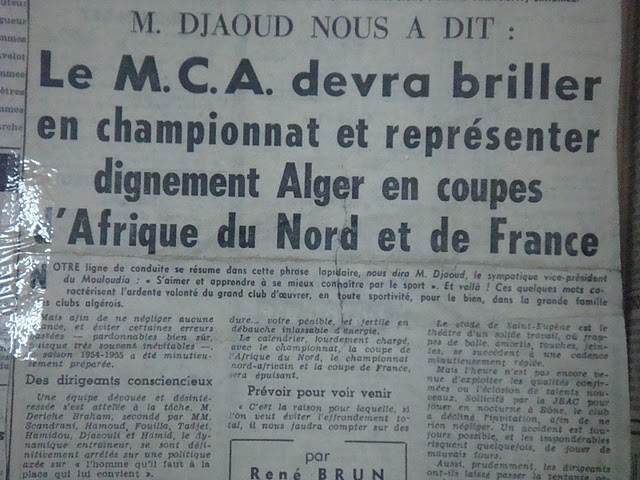 M. DJAOUD NOUS A DIT :
Le M.C.A. devra briller
en championnat et représenter
dignement Alger en coupes
d'Afrique du Nord et de France
NOTRE ligne de conduite se résume dans cette phrase lapidaire, nous dira M. Djaoud, le sympatique vice-président
du Mouloudia : « S'aimer et apprendre à se mieux connaître par le sport ». Et voilà ! Ces quelques mots ca-
ractérisent l'ardente volonté du grand club d'œuvrer, en toute sportivité, pour le bien, dans la grande famille
des clubs algérois.
Mais afin de ne négliger aucune
chance, et éviter certaines erreurs
passées — pardonnables bien sûr,
quoique très souvent inévitables —
la saison 1954-1955 a été minutieu-
sement préparée.
Des dirigeants consciencieux
Une équipe dévouée et désinté-
ressée s'est attelée à la tâche. M.
Deriche Braham, secondé par MM.
Scandrani, Hamoud, Fouilla, Tadjet,
Hamidou, Djaouti et Hamid, le dy-
namique entraîneur, se sont défi-
nitivement arrêtés sur une politique
axée sur « l'homme qu'il faut à la
place qui lui convient ».
dure... votre pénible, et fertile en
débauche inlassable d'énergie.
Le calendrier, lourdement chargé,
avec le championnat, la coupe de
l'Afrique du Nord, le championnat
nord-africain et la coupe de France,
sera épuisant.
Prévoir pour voir venir
« C'est la raison pour laquelle, si
l'on veut éviter l'effondrement to-
tal, il nous faudra compter sur des
par
René BRUN
Le stade de Saint-Eugène est le
théâtre d'un solide travail, où frap-
pes de balle, amortis, touches, feintes,
se succèdent à une cadence
minutieusement réglée.
Mais l'heure n'est pas encore ve-
nue d'exploiter les qualités confir-
mées ou l'éclosion de talents nou-
veaux. Sollicité par la JBAC pour
jouer en nocturne à Bône, le club
a décliné l'invitation, afin de ne
rien négliger. Un accident est tou-
jours possible, et les impondérables
risquent quelquefois, de jouer de
mauvais tours.
Aussi, prudemment, les dirigeants
ont-ils laissé passer la